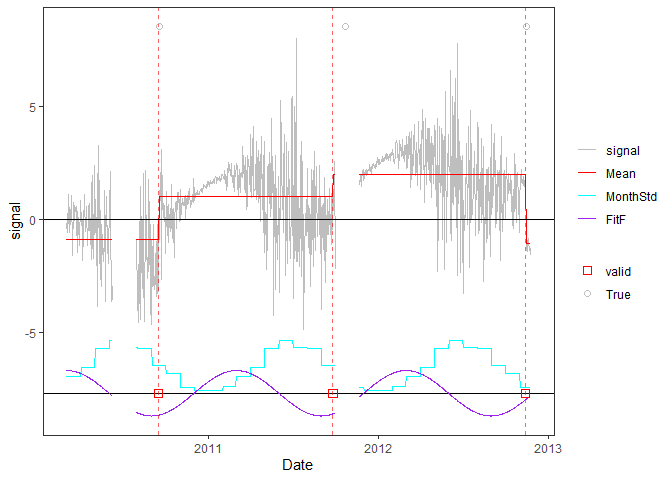 5
0
-5
signal
2011
2012
2013
Date
signal
Mean
MonthStd
FitF
valid
True